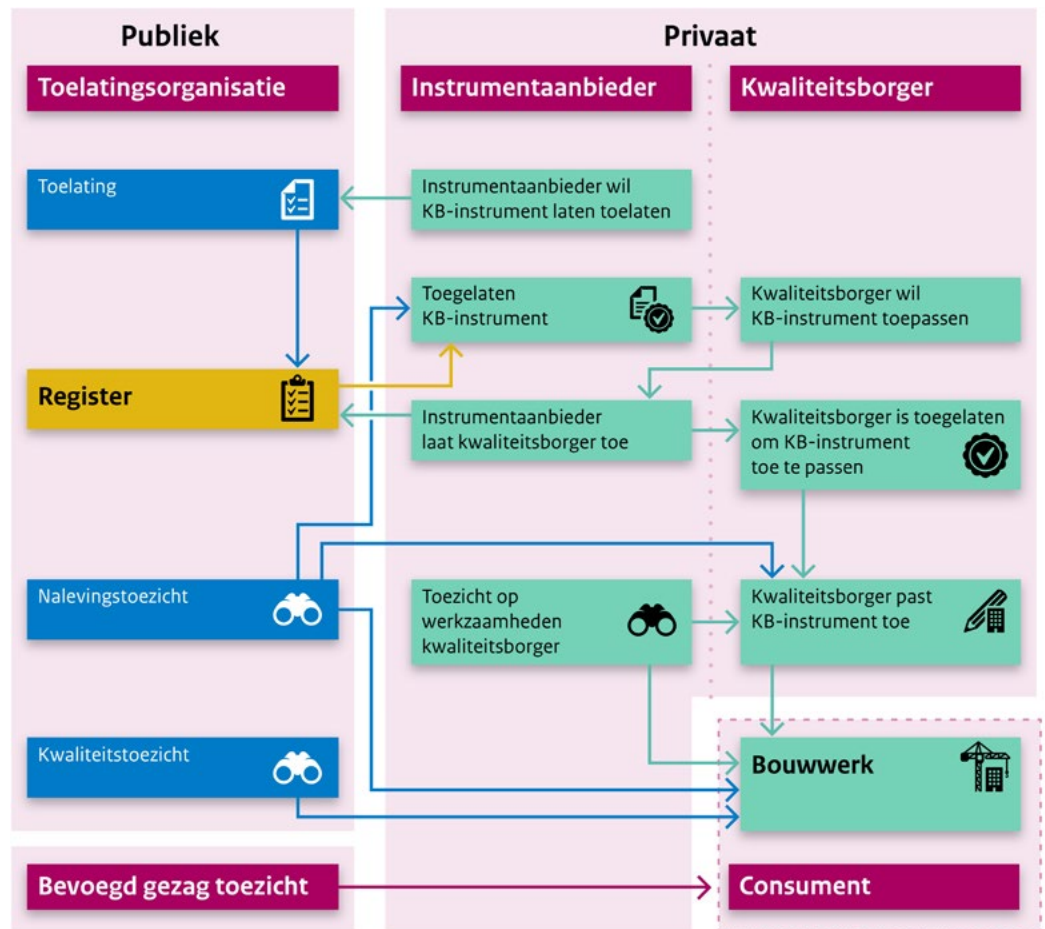 Publiek
Privaat
Toelatingsorganisatie
Instrumentaanbieder
Kwaliteitsborger
Toelating
Instrumentaanbieder wil
KB-instrument laten toelaten
Toegelaten
KB-instrument
Kwaliteitsborger wil
KB-instrument toepassen
Register
Instrumentaanbieder
laat kwaliteitsborger toe
Kwaliteitsborger is toegelaten
om KB-instrument
toe te passen
Nalevingstoezicht
Toezicht op
werkzaamheden
kwaliteitsborger
Kwaliteitsborger past
KB-instrument toe
Kwaliteitstoezicht
Bouwwerk
Bevoegd gezag toezicht
Consument